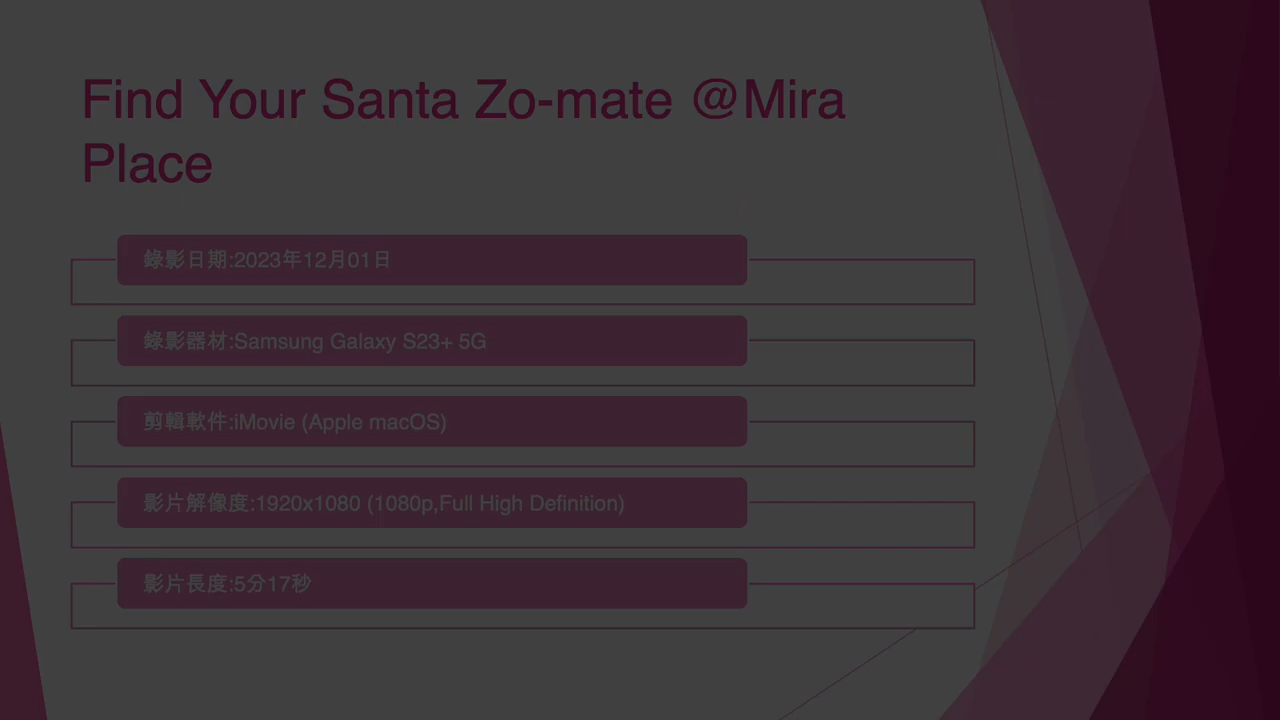 Find Your Santa Zo-mate @Mira
Place
錄影日期:2023年12月01日
錄影器材:Samsung Galaxy S23+ 5G
剪輯軟件:iMovie (Apple macOS)
影片解像度:1920x1080 (1080p,Full High Definition)
影片長度:5分17秒